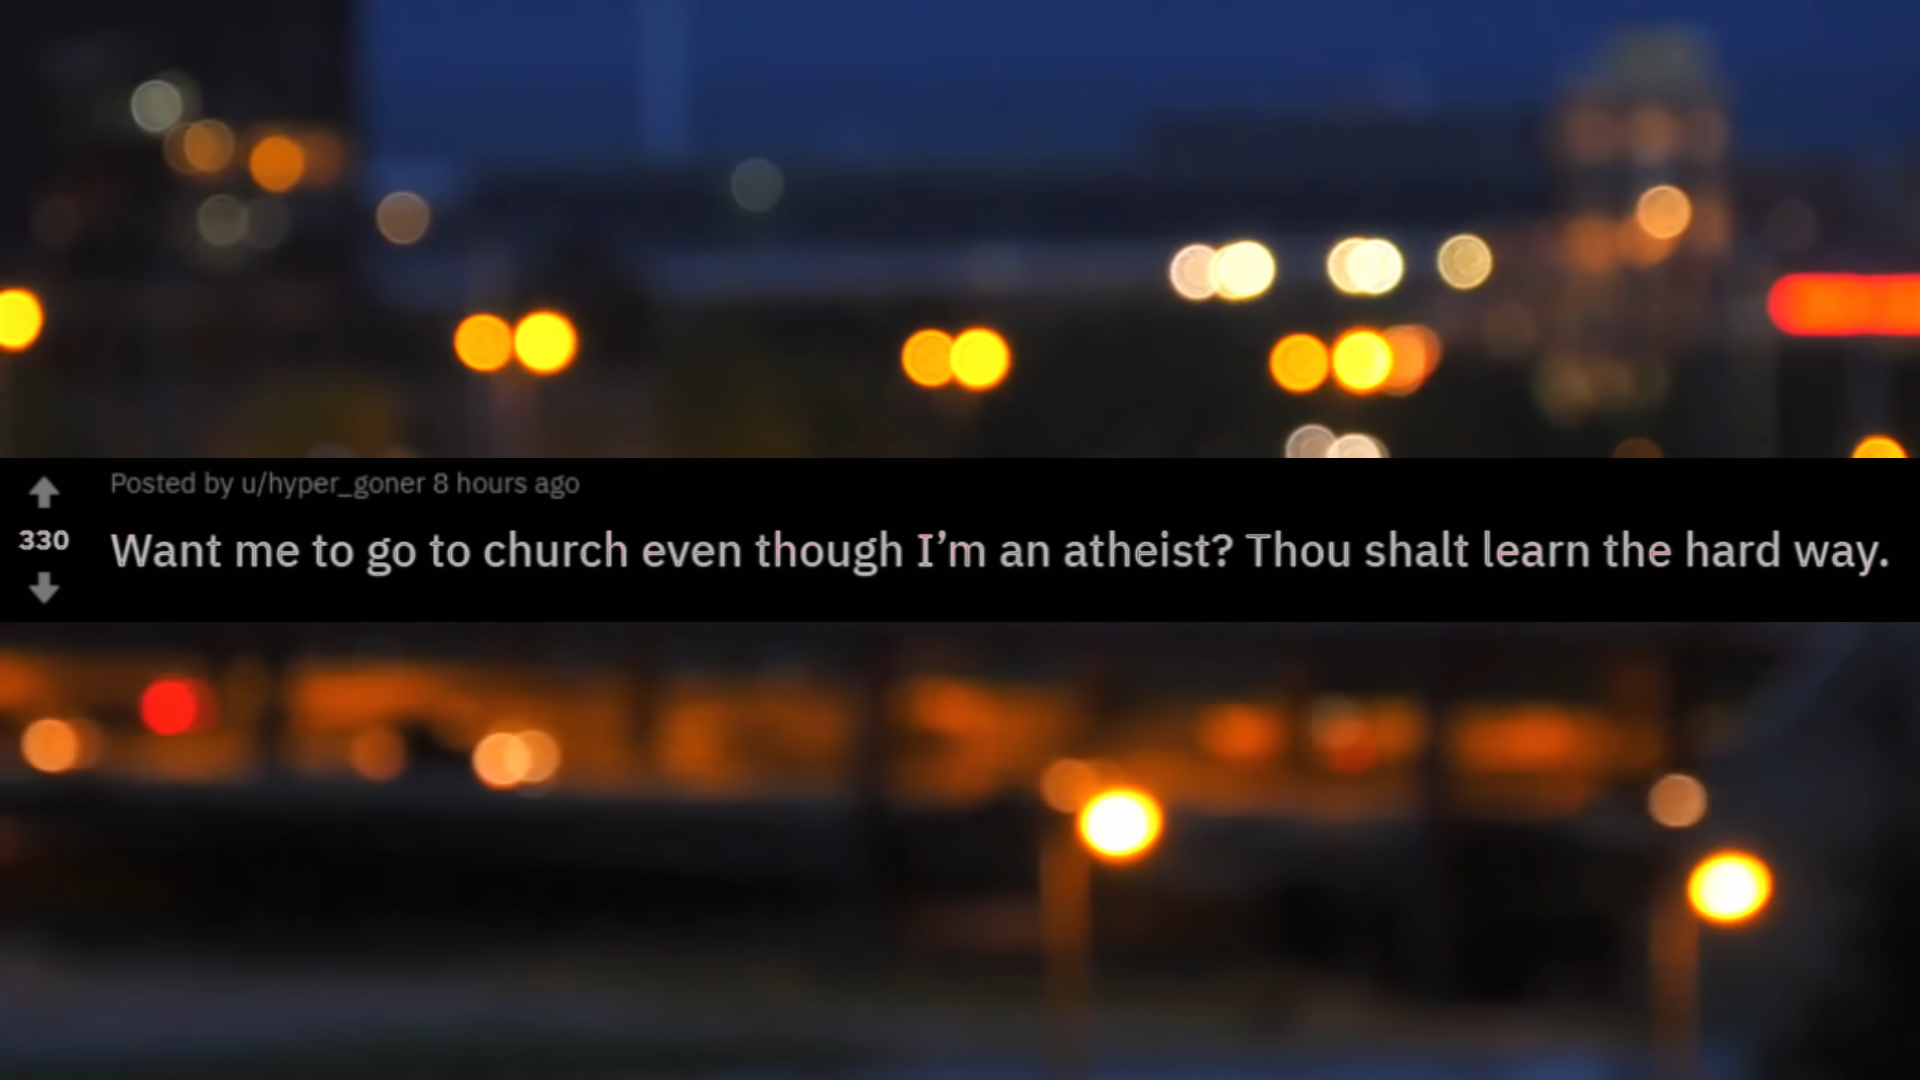 Posted by u/hyper_goner 8 hours ago
330
Want me to go to church even though I’m an atheist? Thou shalt learn the hard way.